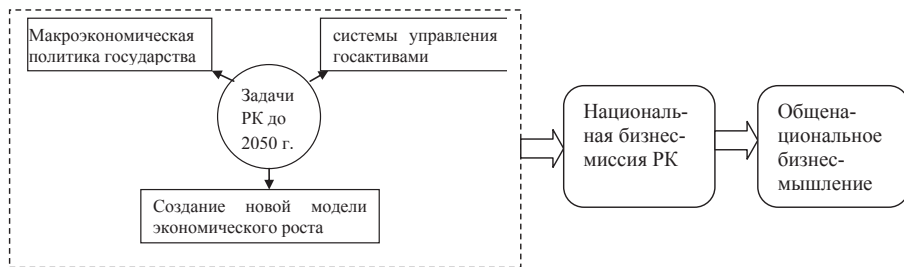 Макроэкономическая
политика государства
системы управления
госактивами
Задачи
РК до
2050 г.
Создание новой модели
экономического роста
Националь-
ная бизнес-
миссия РК
Общена-
циональное
бизнес-
мышление